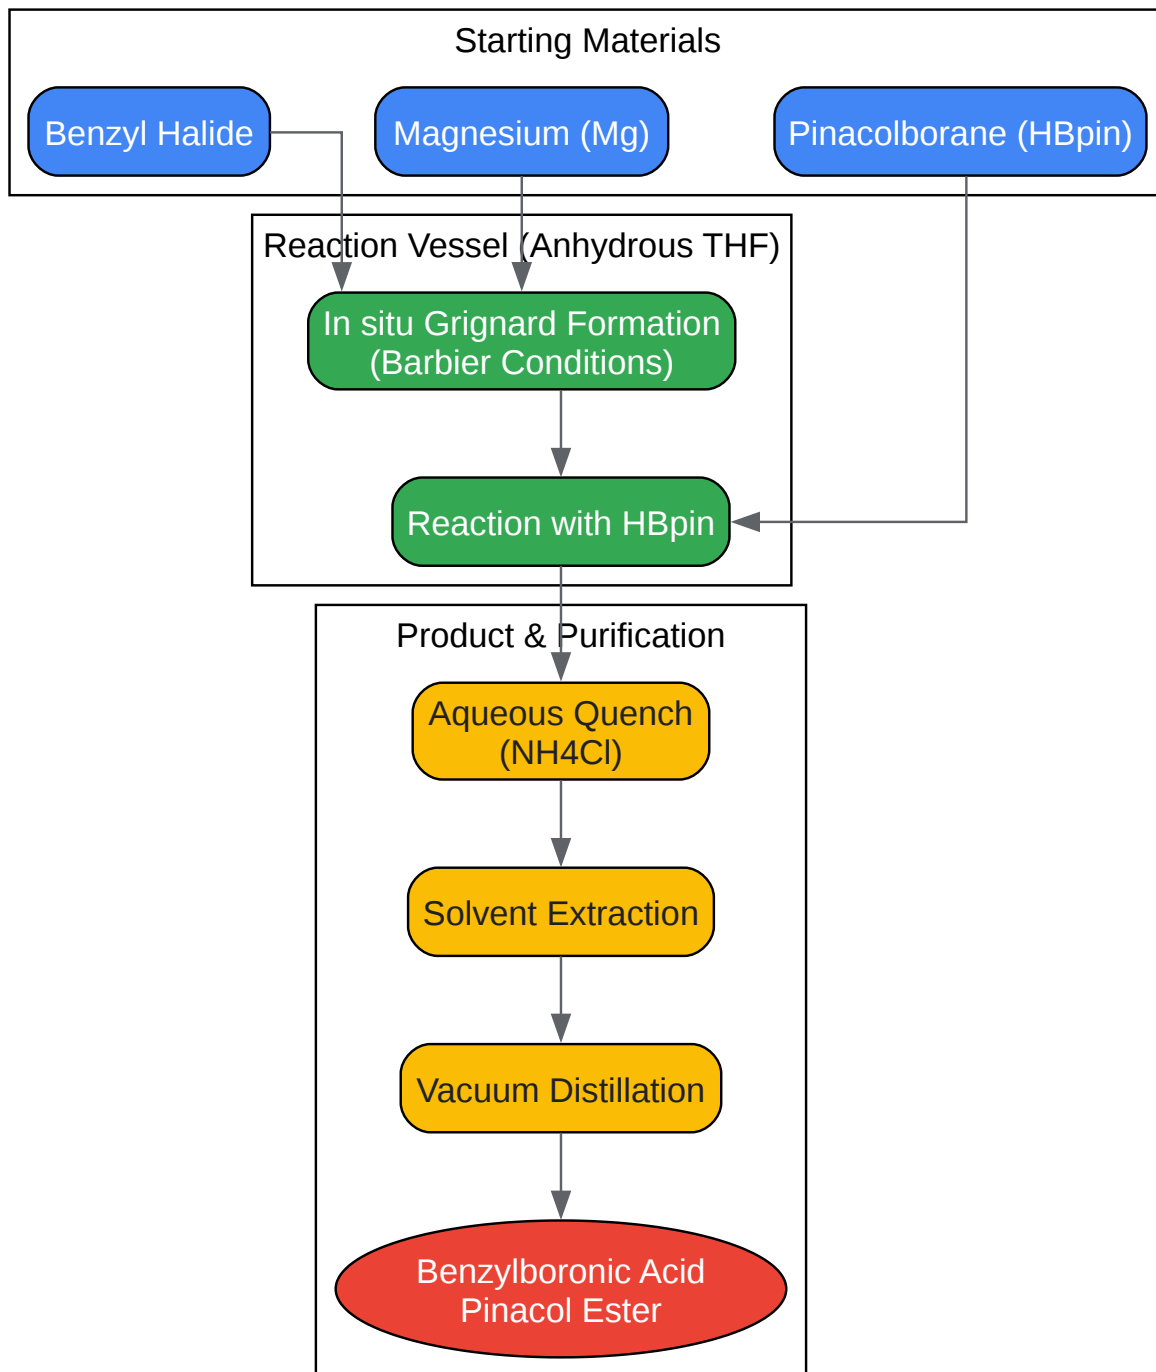 Starting Materials
Benzyl Halide
Magnesium (Mg)
Pinacolborane (HBpin)
Reaction Vessel (Anhydrous THF)
In situ Grignard Formation
(Barbier Conditions)
Reaction with HBpin
Product & Purification
Aqueous Quench
(NH4Cl)
Solvent Extraction
Vacuum Distillation
Benzylboronic Acid
Pinacol Ester